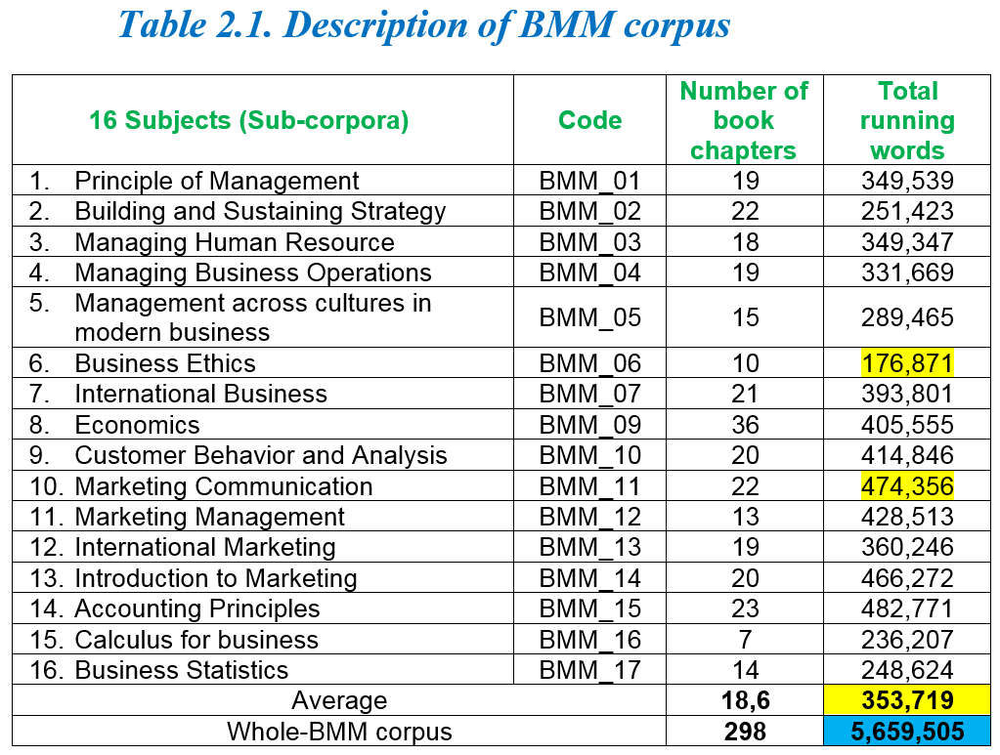 Table 2.1. Description of BMM corpus
16 Subjects (Sub-corpora) Code Number of book chapters Total running words
1. Principle of Management BMM_01 19 349,539
2. Building and Sustaining Strategy BMM_02 22 251,423
3. Managing Human Resource BMM_03 18 349,347
4. Managing Business Operations BMM_04 19 331,669
5. Management across cultures in
modern business BMM_05 15 289,465
6. Business Ethics BMM_06 10 176,871
7. International Business BMM_07 21 393,801
8. Economics BMM_09 36 405,555
9. Customer Behavior and Analysis BMM_10 20 414,846
10. Marketing Communication BMM_11 22 474,356
11. Marketing Management BMM_12 13 428,513
12. International Marketing BMM_13 19 360,246
13. Introduction to Marketing BMM_14 20 466,272
14. Accounting Principles BMM_15 23 482,771
15. Calculus for business BMM_16 7 236,207
16. Business Statistics BMM_17 14 248,624
Average 18,6 353,719
Whole-BMM corpus 298 5,659,505